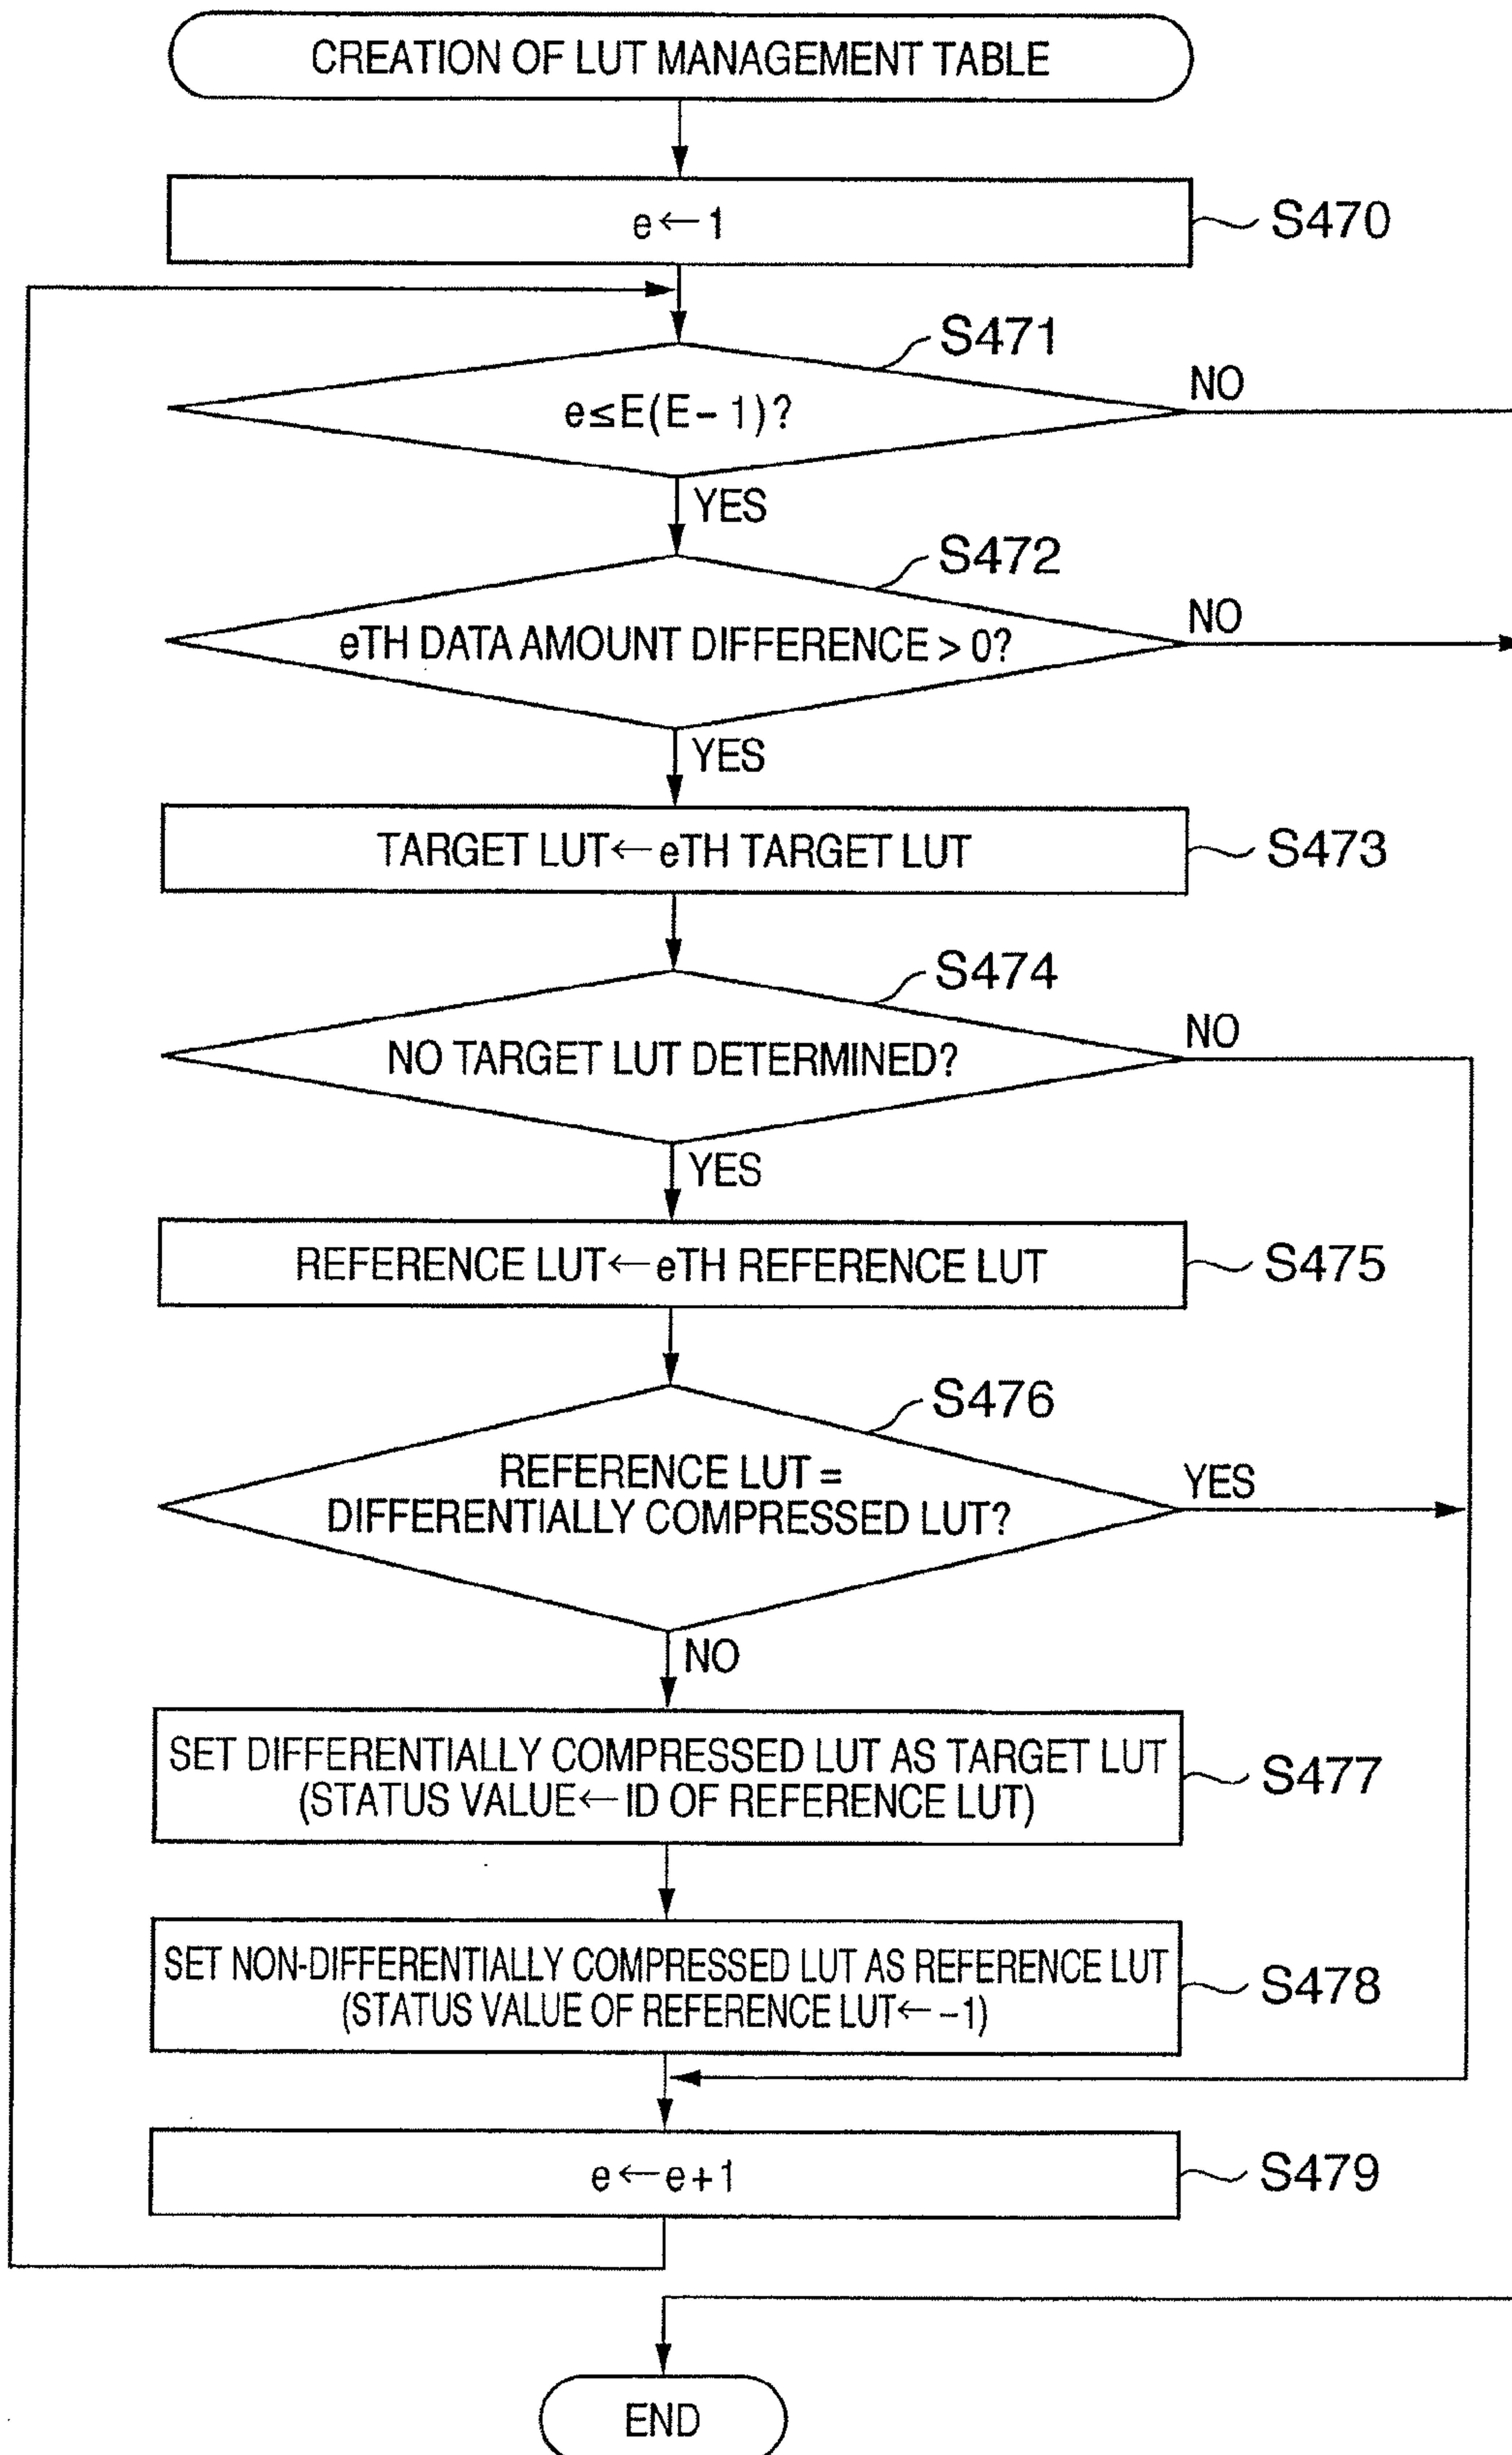 CREATION OF LUT MANAGEMENT TABLE
e←1
S470
S471
e≤E(E-1)?
NO
YES
S472
eTH DATA AMOUNT DIFFERENCE > 0?
NO
YES
TARGET LUT←eTH TARGET LUT
S473
S474
NO TARGET LUT DETERMINED?
NO
YES
REFERENCE LUT←eTH REFERENCE LUT
S475
S476
REFERENCE LUT =
DIFFERENTIALLY COMPRESSED LUT?
YES
NO
SET DIFFERENTIALLY COMPRESSED LUT AS TARGET LUT
(STATUS VALUE←ID OF REFERENCE LUT)
S477
SET NON-DIFFERENTIALLY COMPRESSED LUT AS REFERENCE LUT
(STATUS VALUE OF REFERENCE LUT←-1)
S478
e←e+1
S479
END